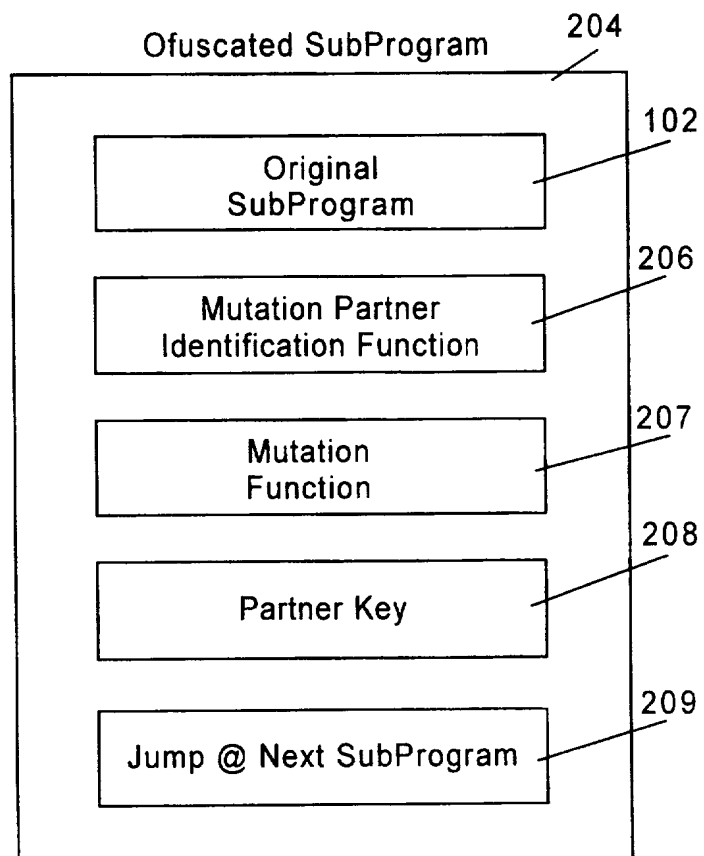 Ofuscated SubProgram
204
102
Original
SubProgram
206
Mutation Partner
Identification Function
207
Mutation
Function
208
Partner Key
209
Jump @ Next SubProgram